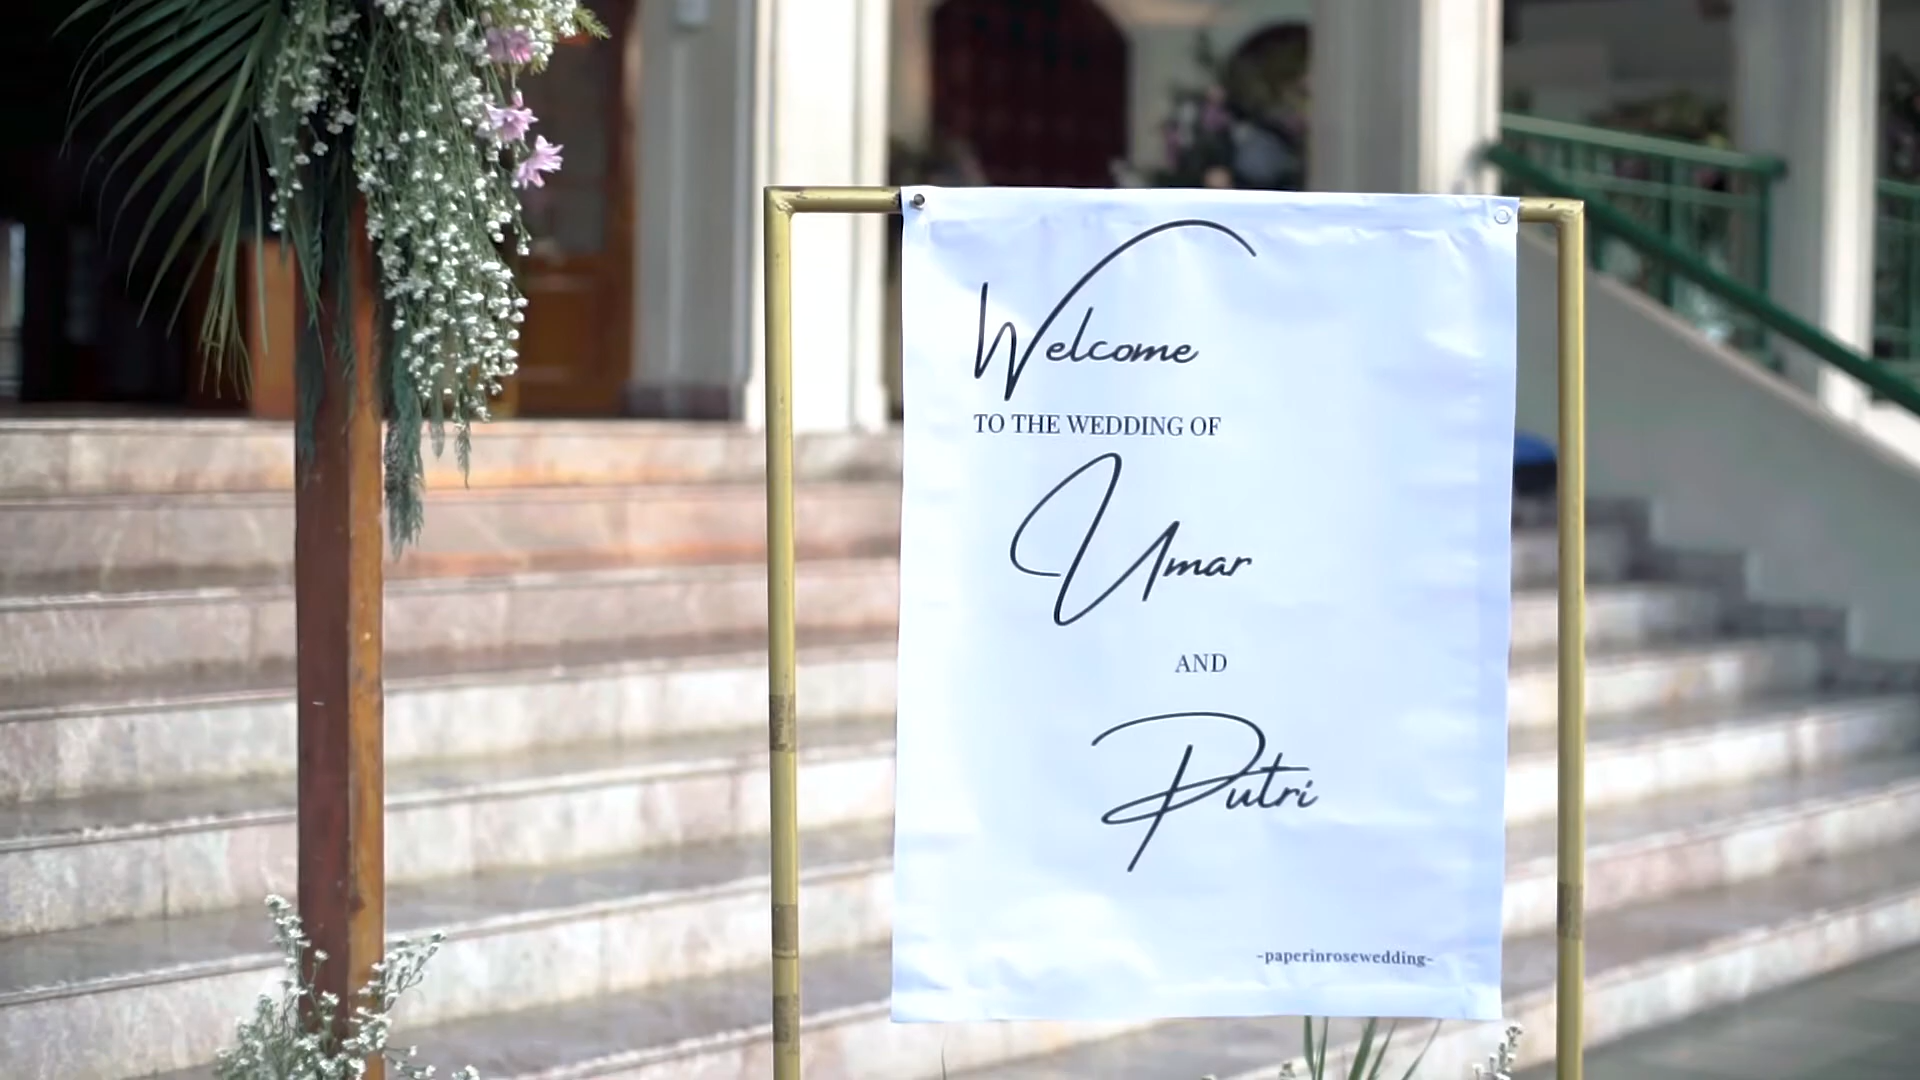 Welcome
TO THE WEDDING OF
Umar
AND
Putri
-paperinrosewedding-